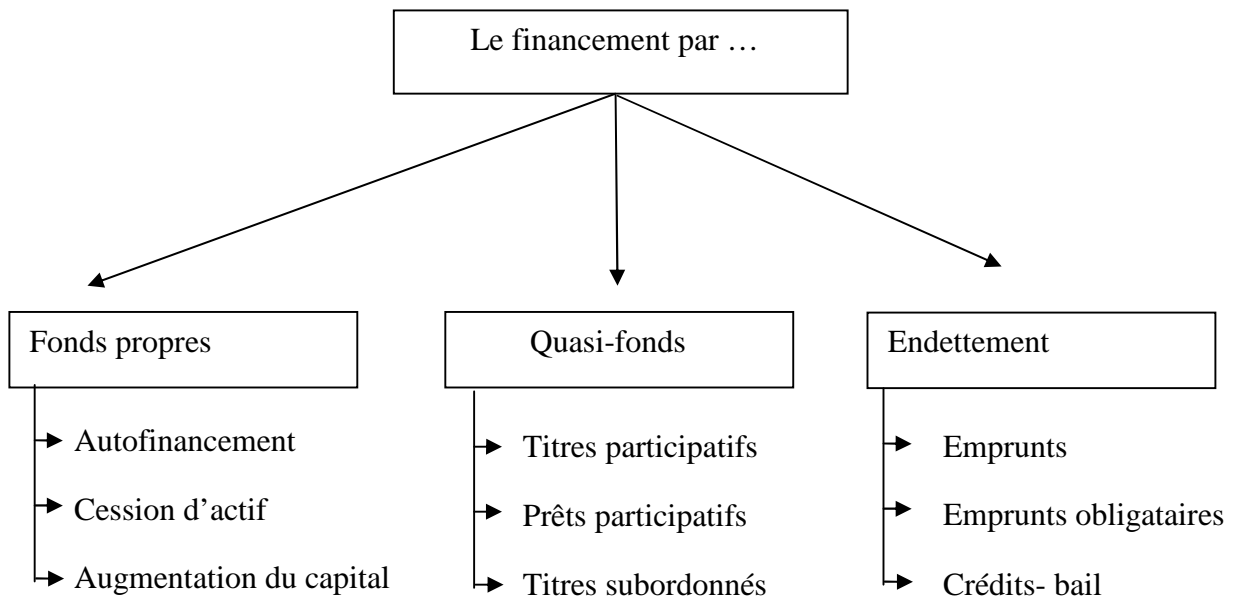 Le financement par …
Fonds propres
Autofinancement
Cession d'actif
Augmentation du capital
Quasi-fonds
Titres participatifs
Prêts participatifs
Titres subordonnés
Endettement
Emprunts
Emprunts obligataires
Crédits- bail